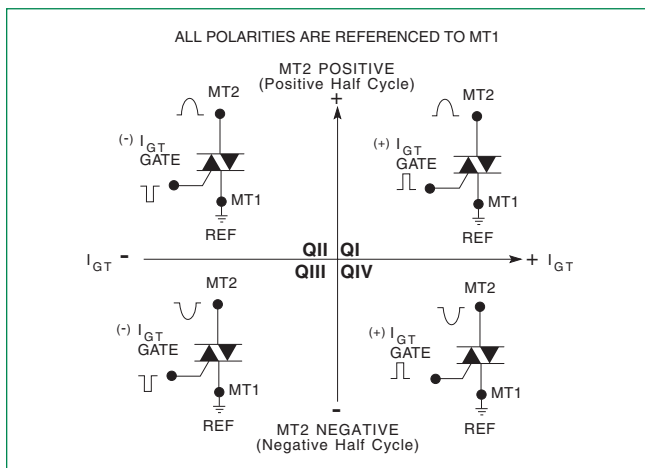 ALL POLARITIES ARE REFERENCED TO MT1
MT2 POSITIVE
(Positive Half Cycle)
+
MT2
(-) IGT
GATE
MT1
REF
MT2
(+) IGT
GATE
MT1
REF
IGT -
QII QI
QIII QIV
+ IGT
MT2
(-) IGT
GATE
MT1
REF
MT2
(+) IGT
GATE
MT1
REF
-
MT2 NEGATIVE
(Negative Half Cycle)